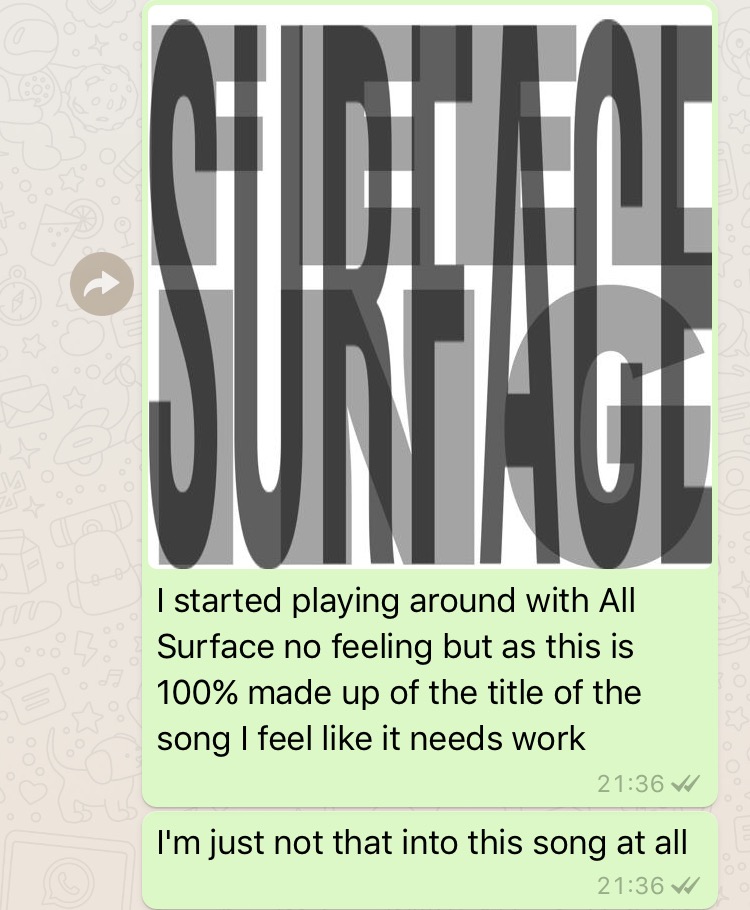 SURFACE
FEEL
ING
I started playing around with All
Surface no feeling but as this is
100% made up of the title of the
song I feel like it needs work
21:36
I'm just not that into this song at all
21:36